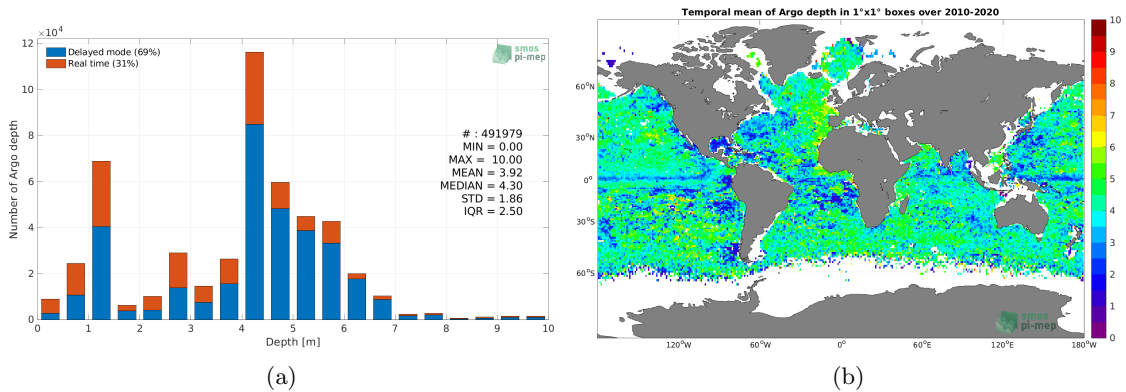 Delayed mode (69%)
Real time (31%)
×10⁴
smos
pi-mep
# : 491979
MIN = 0.00
MAX = 10.00
MEAN = 3.92
MEDIAN = 4.30
STD = 1.86
IQR = 2.50
Number of Argo depth
12
10
8
6
4
2
0
0 1 2 3 4 5 6 7 8 9 10
Depth [m]
(a)
Temporal mean of Argo depth in 1°x1° boxes over 2010-2020
60°N
30°N
0°
15°S
30°S
60°S
120°W 60°W 0° 60°E 120°E 180°W
smos
pi-mep
10
9
8
7
6
5
4
3
2
1
0
(b)